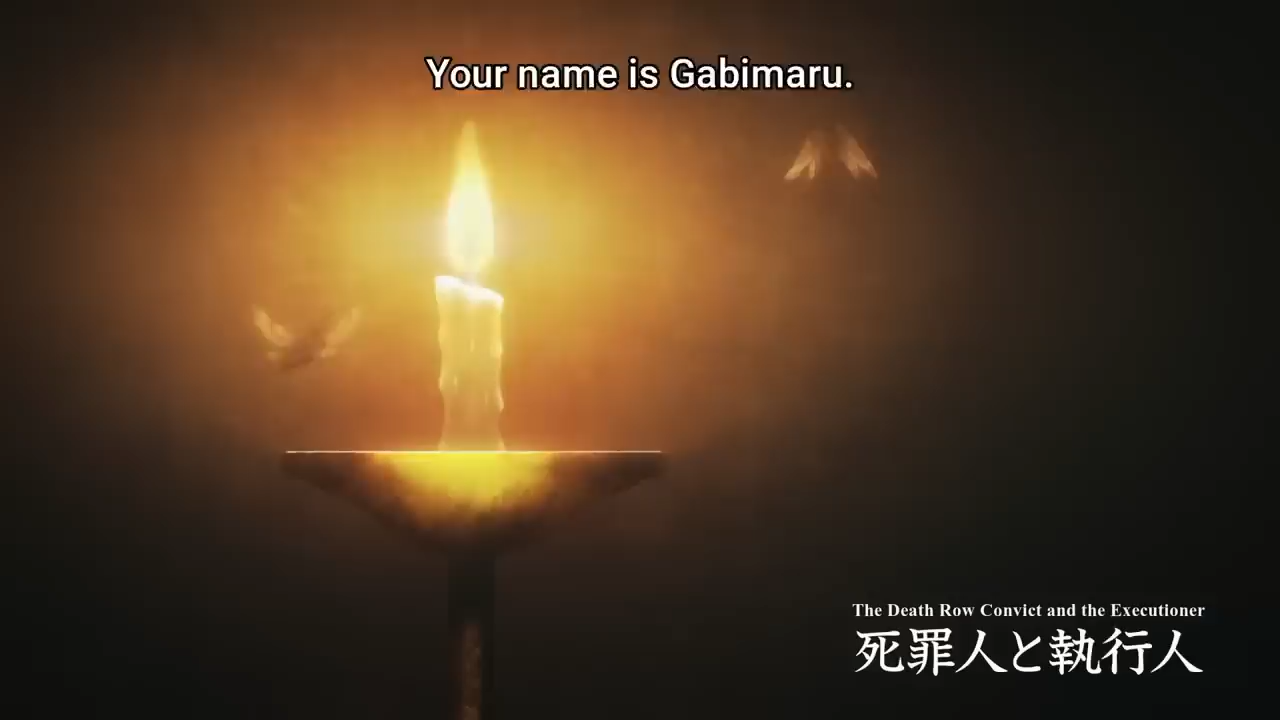 Your name is Gabimaru.
The Death Row Convict and the Executioner
死罪人と執行人